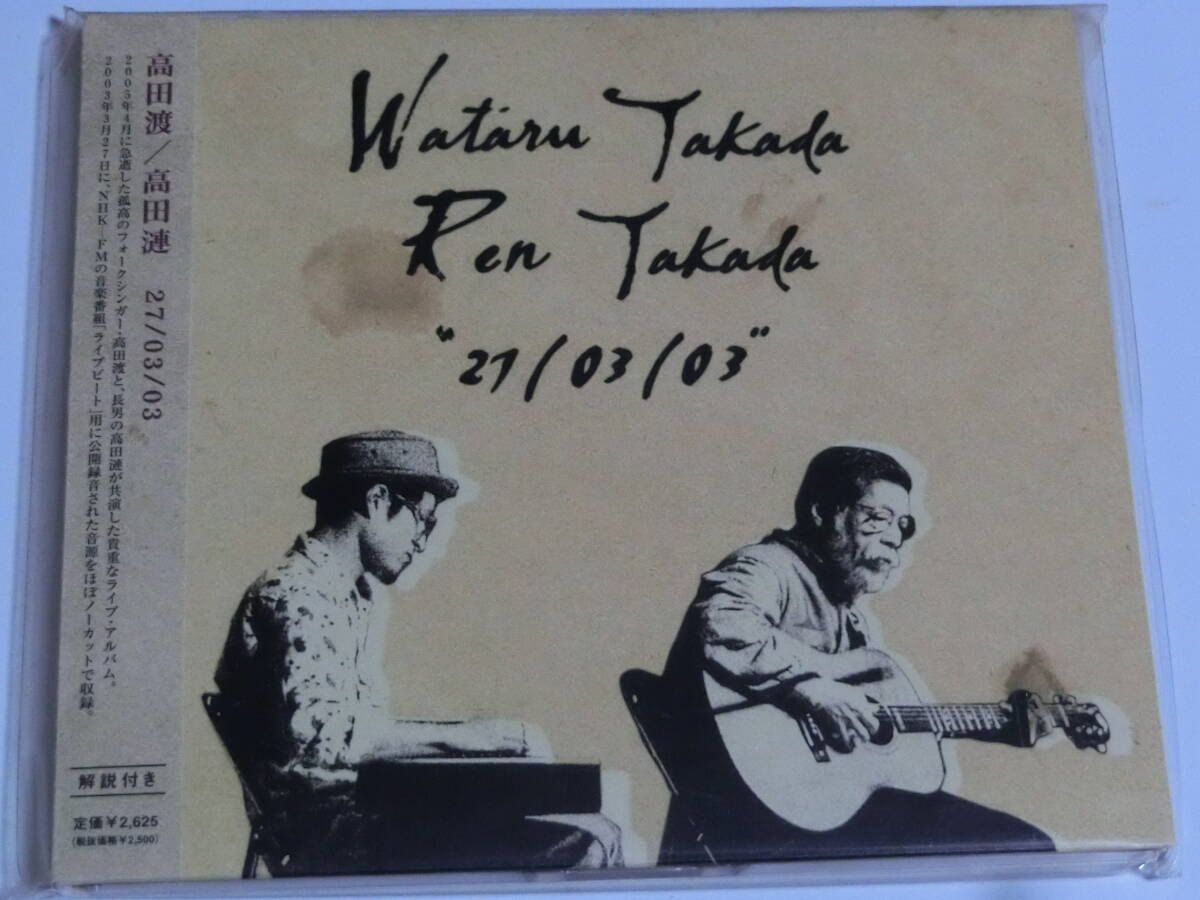 高田渡／高田漣 27/03/03
2005年4月に急逝した孤高のフォークシンガー・高田渡と、長男の高田漣が共演した貴重なライブ・アルバム。
2003年3月27日に、NHK-FMの音楽番組「ライブビート」用に公開録音された音源をほぼノーカットで収録。
解説付き
定価¥2,625
(税抜価格¥2,500)
Wataru Takada
Ren Takada
"27/03/03"